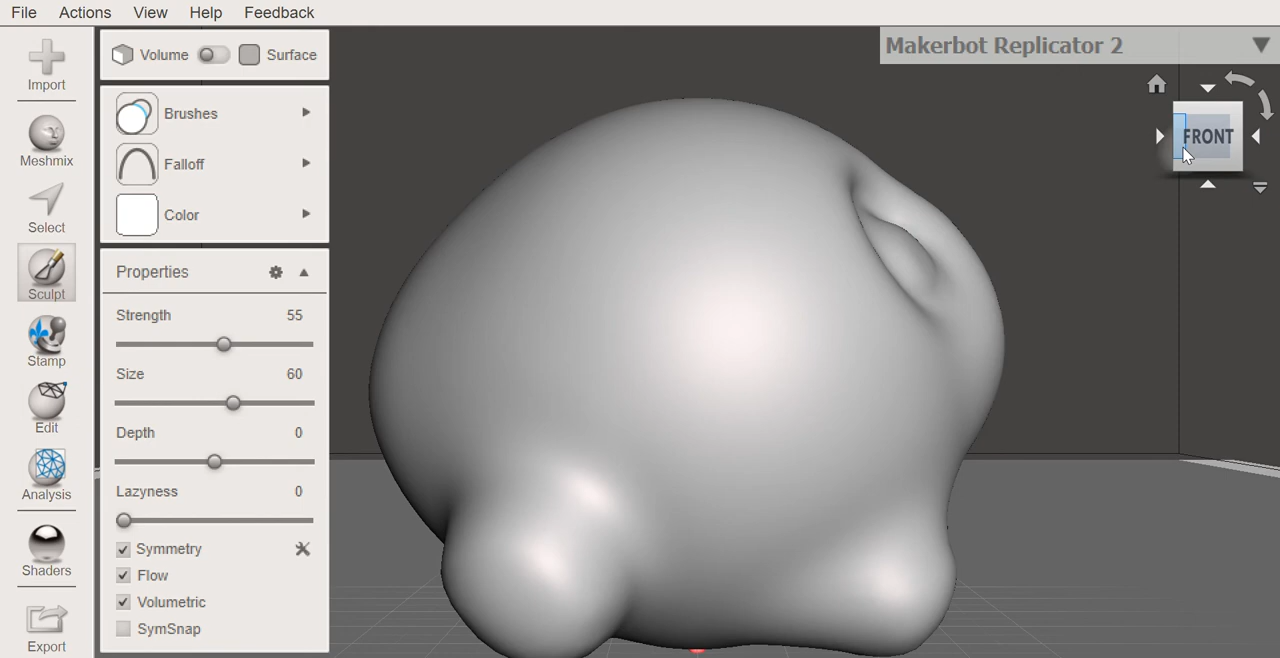 File Actions View Help Feedback
Import
Meshmix
Select
Sculpt
Stamp
Edit
Analysis
Shaders
Export
Volume Surface
Brushes
Falloff
Color
Properties
Strength 55
Size 60
Depth 0
Lazyness 0
Symmetry
Flow
Volumetric
SymSnap
Makerbot Replicator 2
FRONT